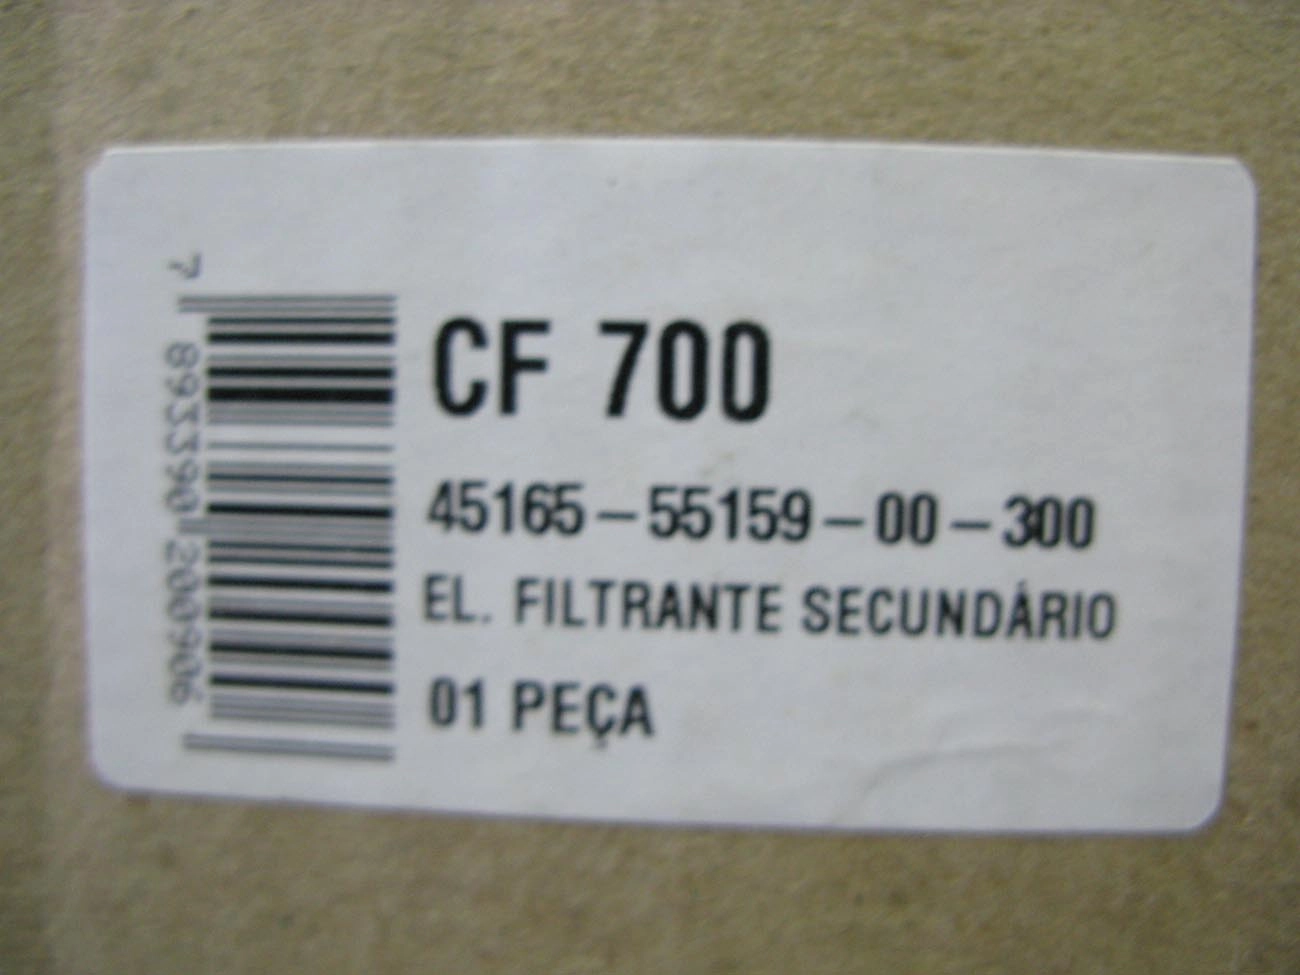 CF 700
45165-55159-00-300
EL. FILTRANTE SECUNDÁRIO
01 PEÇA
7 893390 200906